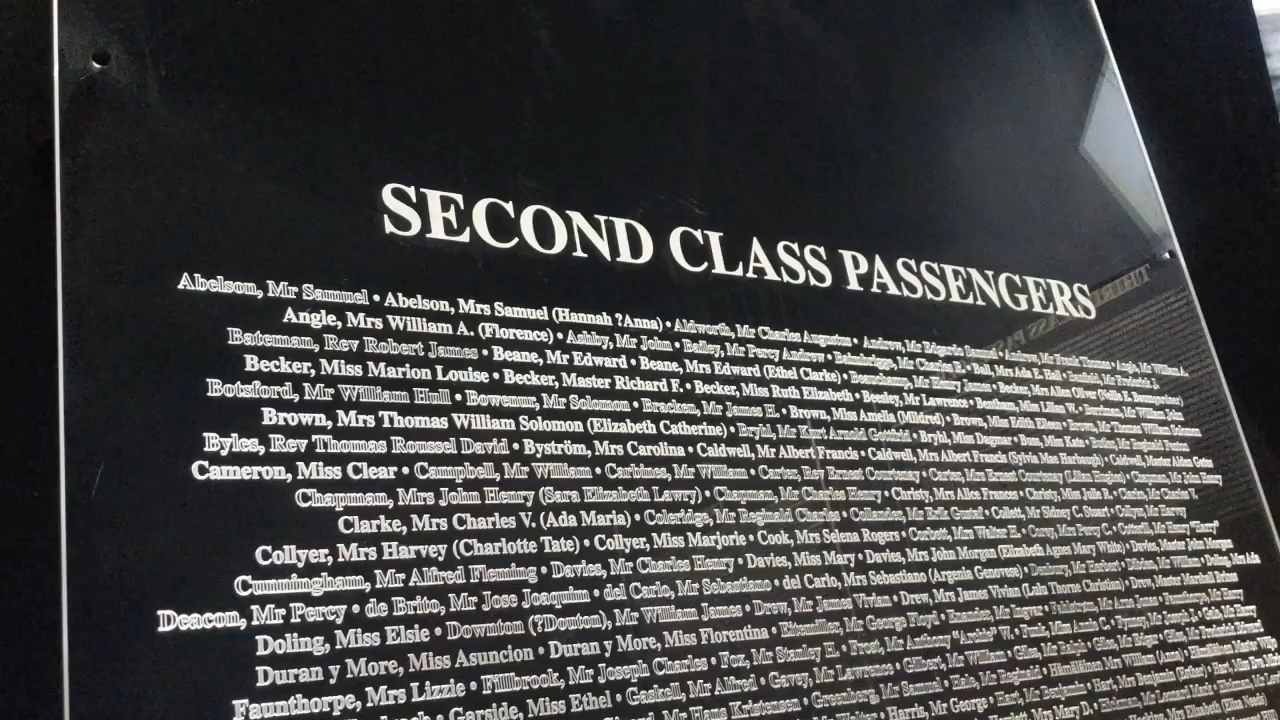 SECOND CLASS PASSENGERS
Abelson, Mr Samuel • Abelson, Mrs Samuel (Hannah ?Anna) • Aldworth, Mr Charles Augustus • Andrew, Mr Edgardo Samuel • Andrew, Mr Frank Thomas • Angle, Mr William A.
Angle, Mrs William A. (Florence) • Ashby, Mr John • Bailey, Mr Percy Andrew • Bainbrigge, Mr Charles R. • Ball, Mrs Ada E. Hall • Banfield, Mr Frederick J.
Bateman, Rev Robert James • Beane, Mr Edward • Beane, Mrs Edward (Ethel Clarke) • Beauchamp, Mr Henry James • Becker, Mrs Allen Oliver (Nellie E. Baumgardner)
Becker, Miss Marion Louise • Becker, Master Richard F. • Becker, Miss Ruth Elizabeth • Beesley, Mr Lawrence • Bentham, Miss Lilian W. • Berriman, Mr William John
Botsford, Mr William Hull • Bowenur, Mr Solomon • Bracken, Mr James H. • Brown, Miss Amelia (Mildred) • Brown, Miss Edith Eileen • Brown, Mr Thomas William Solomon
Brown, Mrs Thomas William Solomon (Elizabeth Catherine) • Bryhl, Mr Kurt Arnold Gottfrid • Bryhl, Miss Dagmar • Buss, Miss Kate • Butler, Mr Reginald Fenton
Byles, Rev Thomas Roussel David • Byström, Mrs Carolina • Caldwell, Mr Albert Francis • Caldwell, Mrs Albert Francis (Sylvia Mae Harbaugh) • Caldwell, Master Alden Gates
Cameron, Miss Clear • Campbell, Mr William • Carbines, Mr William • Carter, Rev Ernest Courtenay • Carter, Mrs Ernest Courtenay (Lilian Hughes) • Chapman, Mr John Henry
Chapman, Mrs John Henry (Sara Elizabeth Lawry) • Chapman, Mr Charles Henry • Christy, Mrs Alice Frances • Christy, Miss Julie R. • Clarke, Mr Charles V.
Clarke, Mrs Charles V. (Ada Maria) • Coleridge, Mr Reginald Charles • Collander, Mr Erik Gustaf • Collett, Mr Sidney C. Stuart • Collyer, Mr Harvey
Collyer, Mrs Harvey (Charlotte Tate) • Collyer, Miss Marjorie • Cook, Mrs Selena Rogers • Corbett, Mrs Walter H. • Corey, Mrs Percy C. • Cotterill, Mr Henry "Harry"
Cunningham, Mr Alfred Fleming • Davies, Mr Charles Henry • Davies, Miss Mary • Davies, Mrs John Morgan (Elizabeth Agnes Mary White) • Davies, Master John Morgan
Deacon, Mr Percy • de Brito, Mr Jose Joaquim • del Carlo, Mr Sebastiano • del Carlo, Mrs Sebastiano (Argenia Genovese) • Denbury, Mr Herbert • Dibden, Mr William • Doling, Mrs Ada
Doling, Miss Elsie • Downton (?Douton), Mr William James • Drew, Mr James Vivian • Drew, Mrs James Vivian (Lulu Thorne Christian) • Drew, Master Marshall Brines
Duran y More, Miss Asuncion • Duran y More, Miss Florentina • Eitemiller, Mr George Floyd • Enander, Mr Ingvar
Faunthorpe, Mrs Lizzie • Fillbrook, Mr Joseph Charles • Fox, Mr Stanley H. • Frost, Mr Anthony "Archie" W. • Funk, Miss Annie C. • Fynney, Mr Joseph J. • Gale, Mr Harry
Garside, Miss Ethel • Gaskell, Mr Alfred • Gavey, Mr Lawrence • Gilbert, Mr William • Giles, Mr Ralph • Giles, Mr Edgar • Giles, Mr Frederick
Mr Hans Kristensen • Greenberg, Mr Samuel • Hale, Mr Reginald • Hämäläinen, Mrs William (Anna)
Harris, Mr George • Hart, Mr Benjamin • Hart, Mrs Benjamin (Esther)
Mrs Mary D.